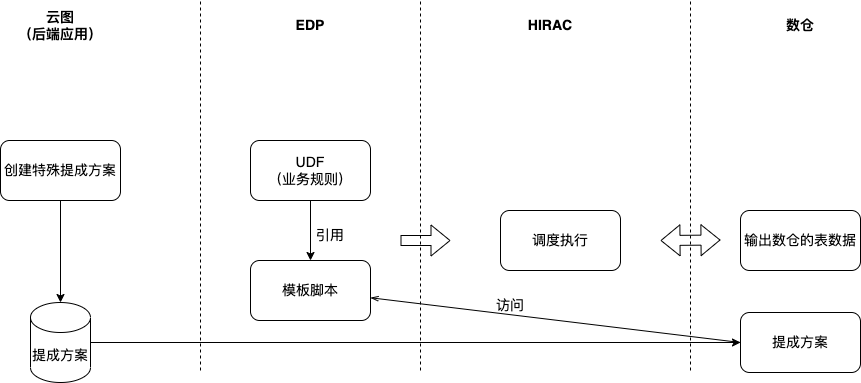 云图
（后端应用）
EDP
HIRAC
数仓
创建特殊提成方案
UDF
（业务规则）
引用
调度执行
输出数仓的表数据
模板脚本
访问
提成方案
提成方案